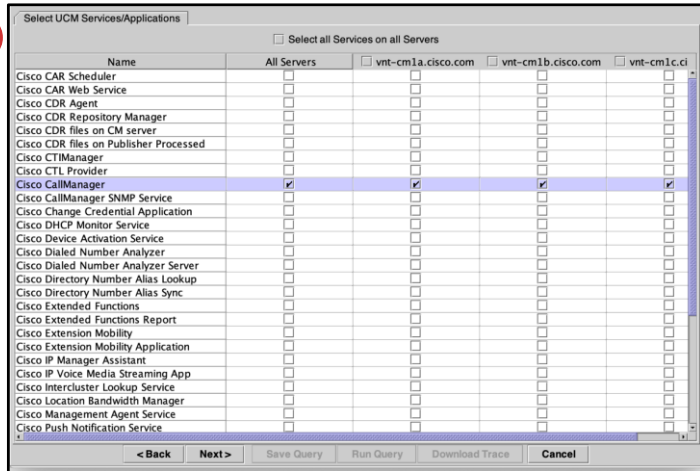 Select UCM Services/Applications
Select all Services on all Servers
Name All Servers vnt-cm1a.cisco.com vnt-cm1b.cisco.com vnt-cm1c.ci
Cisco CAR Scheduler
Cisco CAR Web Service
Cisco CDR Agent
Cisco CDR Repository Manager
Cisco CDR files on CM server
Cisco CDR files on Publisher Processed
Cisco CTIManager
Cisco CTL Provider
Cisco CallManager
Cisco CallManager SNMP Service
Cisco Change Credential Application
Cisco DHCP Monitor Service
Cisco Device Activation Service
Cisco Dialed Number Analyzer
Cisco Dialed Number Analyzer Server
Cisco Directory Number Alias Lookup
Cisco Directory Number Alias Sync
Cisco Extended Functions
Cisco Extended Functions Report
Cisco Extension Mobility
Cisco Extension Mobility Application
Cisco IP Manager Assistant
Cisco IP Voice Media Streaming App
Cisco Intercluster Lookup Service
Cisco Location Bandwidth Manager
Cisco Management Agent Service
Cisco Push Notification Service
< Back Next > Save Query Run Query Download Trace Cancel